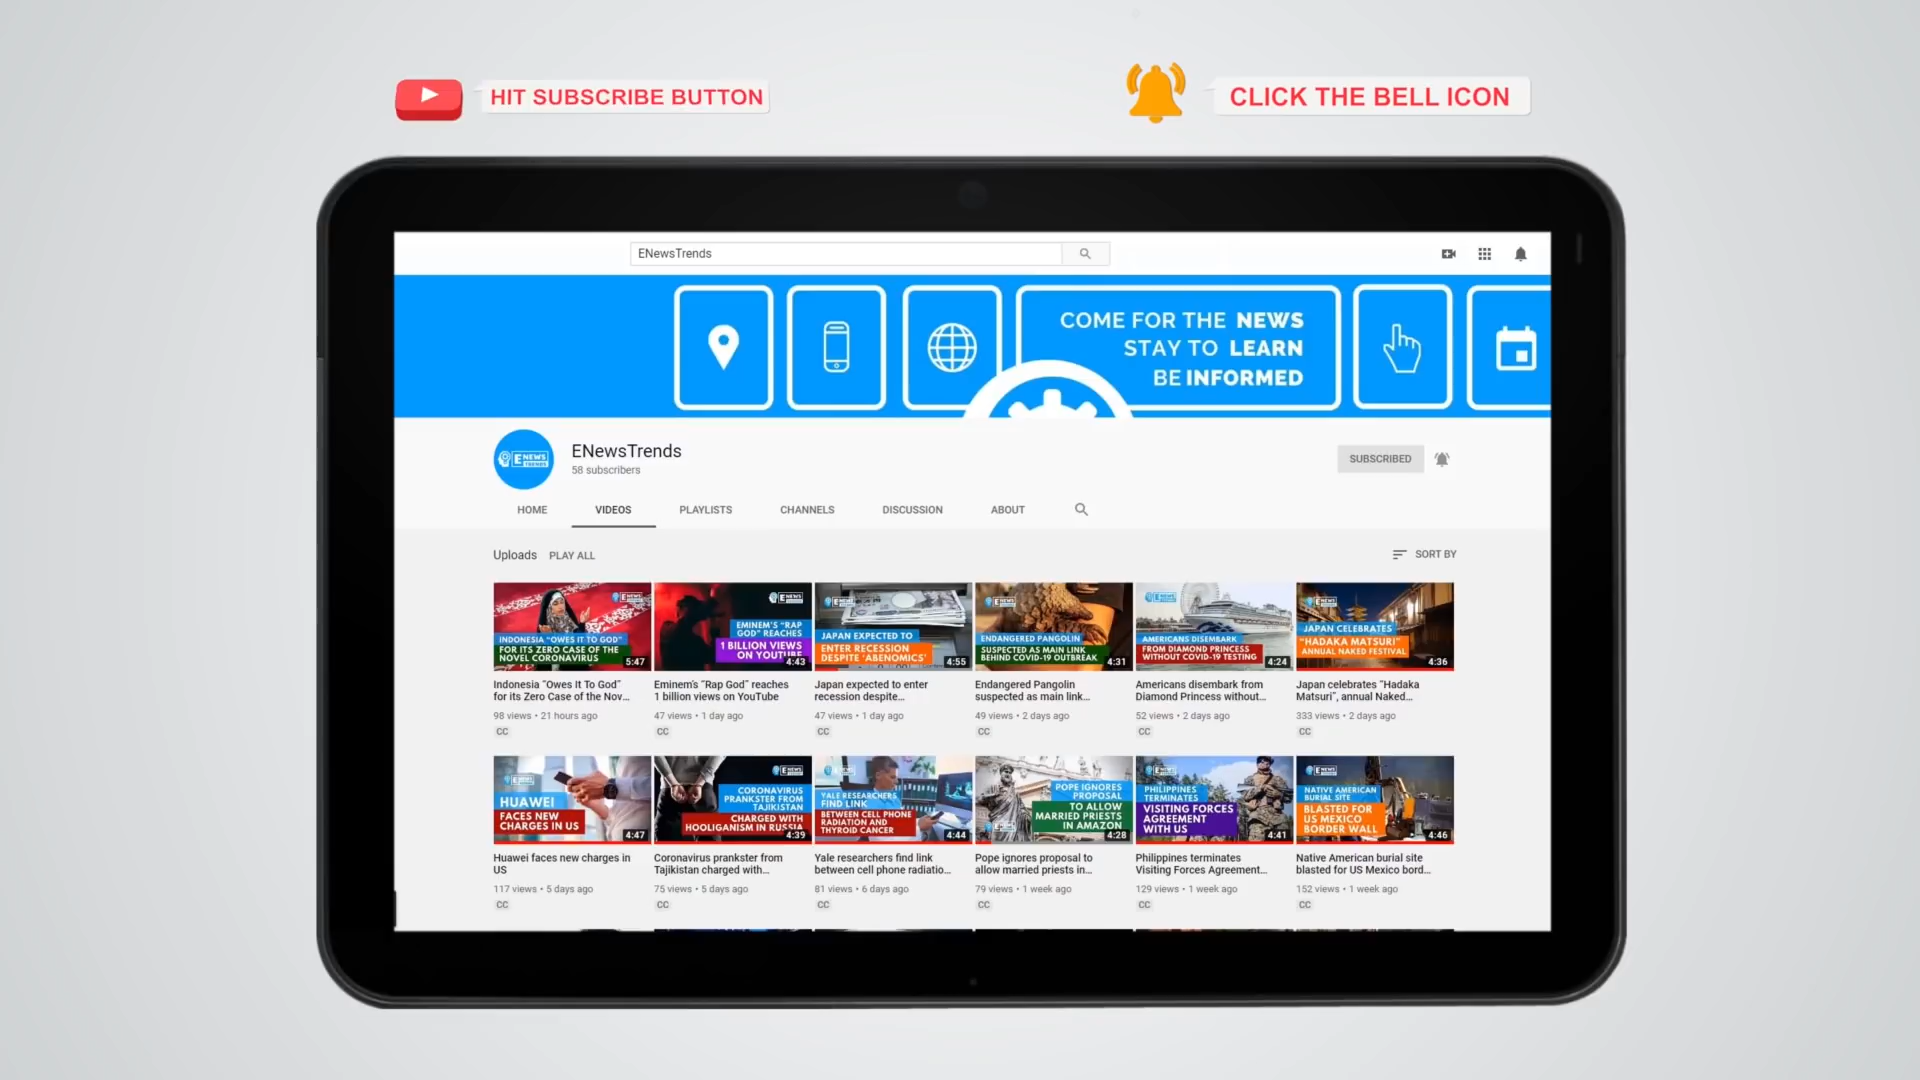 HIT SUBSCRIBE BUTTON
CLICK THE BELL ICON
ENewsTrends
COME FOR THE NEWS
STAY TO LEARN
BE INFORMED
E NEWS
TRENDS
ENewsTrends
58 subscribers
SUBSCRIBED
HOME VIDEOS PLAYLISTS CHANNELS DISCUSSION ABOUT
Uploads PLAY ALL
SORT BY
INDONESIA "OWES IT TO GOD"
FOR ITS ZERO CASE OF THE
NOVEL CORONAVIRUS
5:47
EMINEM'S "RAP
GOD" REACHES
1 BILLION VIEWS
ON YOUTUBE
4:43
JAPAN EXPECTED TO
ENTER RECESSION
DESPITE 'ABENOMICS'
4:55
ENDANGERED PANGOLIN
SUSPECTED AS MAIN LINK
BEHIND COVID-19 OUTBREAK
4:31
AMERICANS DISEMBARK
FROM DIAMOND PRINCESS
WITHOUT COVID-19 TESTING
4:24
JAPAN CELEBRATES
"HADAKA MATSURI"
ANNUAL NAKED FESTIVAL
4:36
Indonesia "Owes It To God"
for its Zero Case of the Nov...
98 views • 21 hours ago
CC
Eminem's "Rap God" reaches
1 billion views on YouTube
47 views • 1 day ago
CC
Japan expected to enter
recession despite...
47 views • 1 day ago
CC
Endangered Pangolin
suspected as main link...
49 views • 2 days ago
CC
Americans disembark from
Diamond Princess without...
52 views • 2 days ago
CC
Japan celebrates "Hadaka
Matsuri", annual Naked...
333 views • 2 days ago
CC
HUAWEI
FACES NEW
CHARGES IN US
4:47
CORONAVIRUS
PRANKSTER FROM
TAJIKISTAN
CHARGED WITH
HOOLIGANISM IN RUSSIA
4:39
YALE RESEARCHERS
FIND LINK
BETWEEN CELL PHONE
RADIATION AND
THYROID CANCER
4:44
POPE IGNORES
PROPOSAL
TO ALLOW
MARRIED PRIESTS
IN AMAZON
4:28
PHILIPPINES
TERMINATES
VISITING FORCES
AGREEMENT
WITH US
4:41
NATIVE AMERICAN
BURIAL SITE
BLASTED FOR
US MEXICO
BORDER WALL
4:46
Huawei faces new charges in
US
117 views • 5 days ago
CC
Coronavirus prankster from
Tajikistan charged with...
75 views • 5 days ago
CC
Yale researchers find link
between cell phone radiatio...
81 views • 6 days ago
CC
Pope ignores proposal to
allow married priests in...
79 views • 1 week ago
CC
Philippines terminates
Visiting Forces Agreement...
129 views • 1 week ago
CC
Native American burial site
blasted for US Mexico bord...
152 views • 1 week ago
CC